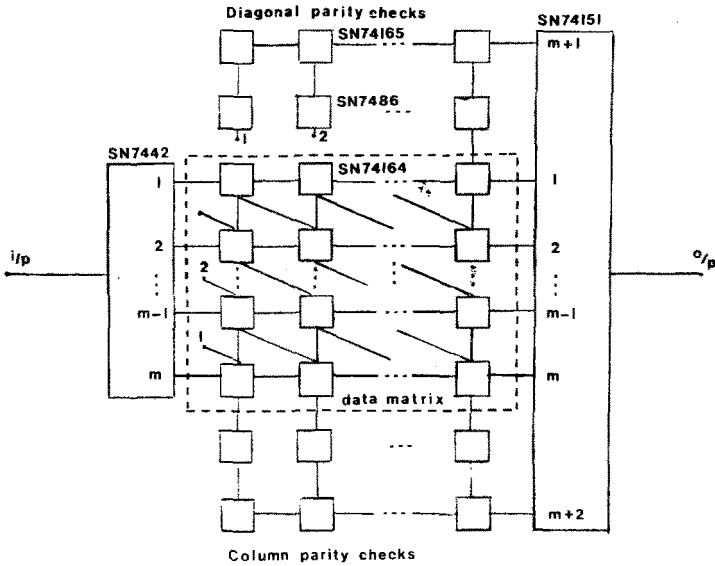 Diagonal parity checks
SN74151
SN74165
m+1
SN7486
1
2
SN7442
SN74164
1
1
2
2
i/p
2
o/p
m-1
m-1
1
m
m
data matrix
m+2
Column parity checks